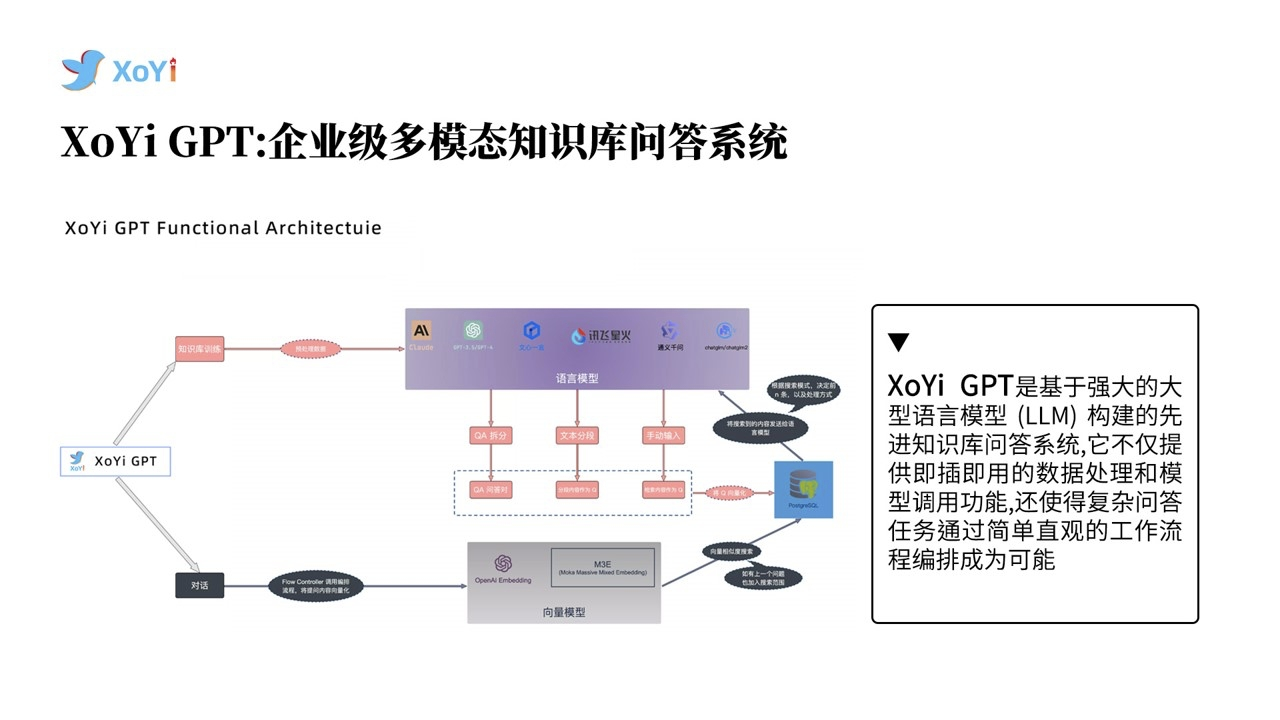 XoYi
XoYi GPT:企业级多模态知识库问答系统
XoYi GPT Functional Architectuie
知识库训练
预处理数据
Claude
GPT-3.5/GPT-4
文心一言
讯飞星火
通义千问
chatglm/chatglm2
语言模型
根据搜索模式，决定前
n 条，以及处理方式
将搜索到的内容发送给语
言模型
QA 拆分
文本分段
手动输入
XoYi
XoYi GPT
QA 问答对
分段内容作为 Q
检索内容作为 Q
将 Q 向量化
PostgreSQL
OpenAI Embedding
M3E
(Moka Massive Mixed Embedding)
向量模型
向量相似度搜索
如有上一个问题
也加入搜索范围
对话
Flow Controller 调用编排
流程，将提问内容向量化
XoYi GPT是基于强大的大
型语言模型 (LLM) 构建的先
进知识库问答系统,它不仅提
供即插即用的数据处理和模
型调用功能,还使得复杂问答
任务通过简单直观的工作流
程编排成为可能